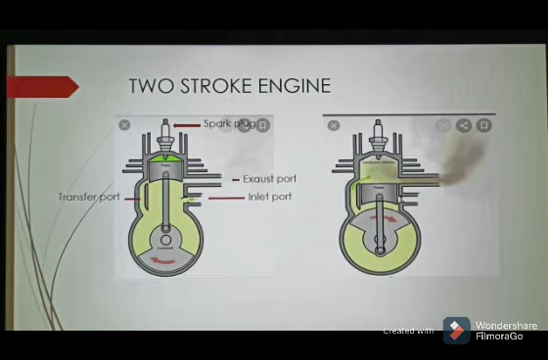 TWO STROKE ENGINE
Spark plug
Exaust port
Transfer port
Inlet port
Created with
Wondershare
FilmoraGo